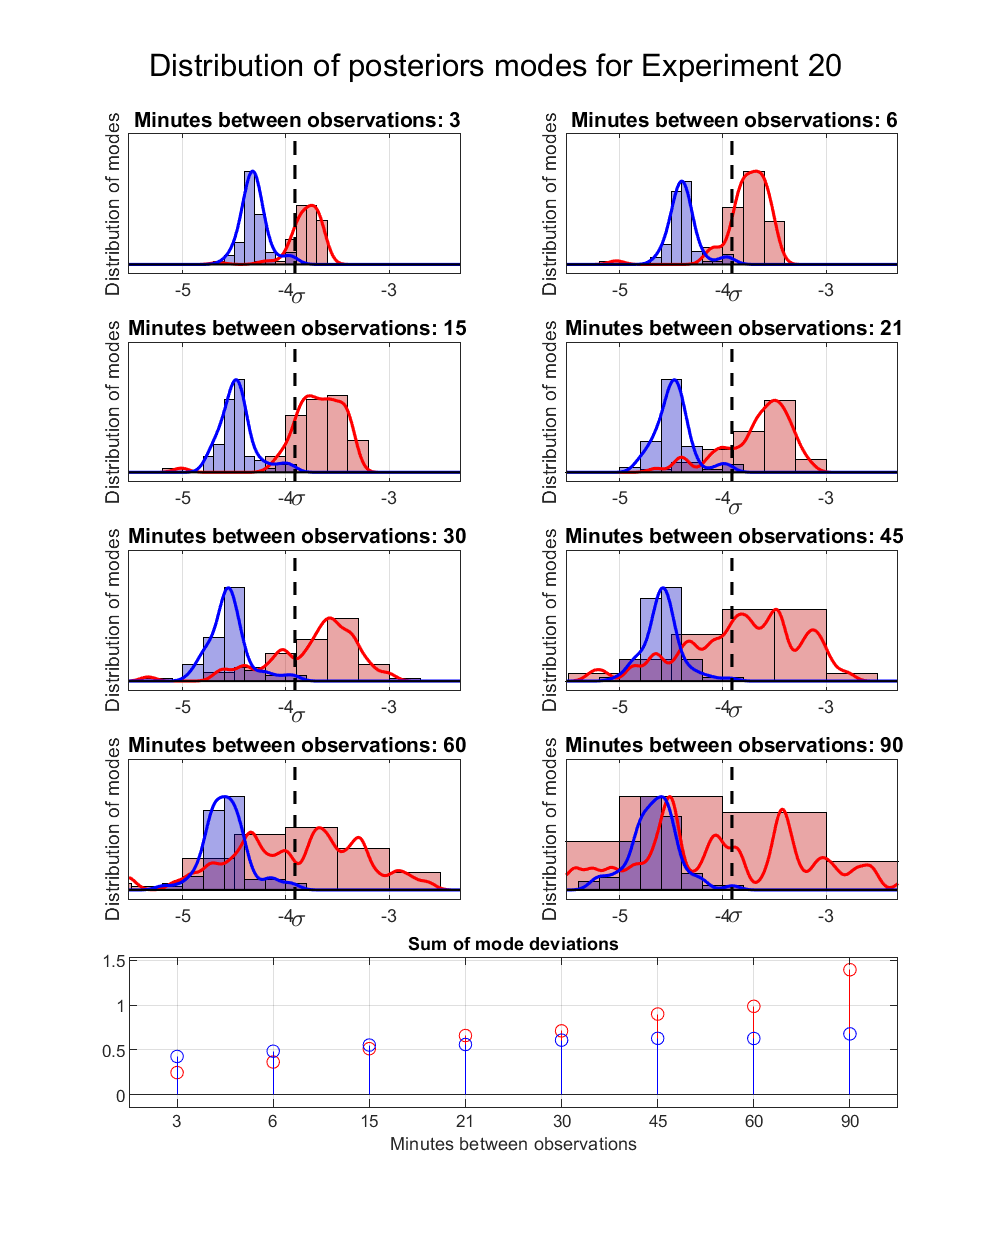 Distribution of posteriors modes for Experiment 20
Minutes between observations: 3
Distribution of modes
-5
-4
σ
-3
Minutes between observations: 6
Distribution of modes
-5
-4
σ
-3
Minutes between observations: 15
Distribution of modes
-5
-4
σ
-3
Minutes between observations: 21
Distribution of modes
-5
-4
σ
-3
Minutes between observations: 30
Distribution of modes
-5
-4
σ
-3
Minutes between observations: 45
Distribution of modes
-5
-4
σ
-3
Minutes between observations: 60
Distribution of modes
-5
-4
σ
-3
Minutes between observations: 90
Distribution of modes
-5
-4
σ
-3
Sum of mode deviations
1.5
1
0.5
0
3 6 15 21 30 45 60 90
Minutes between observations